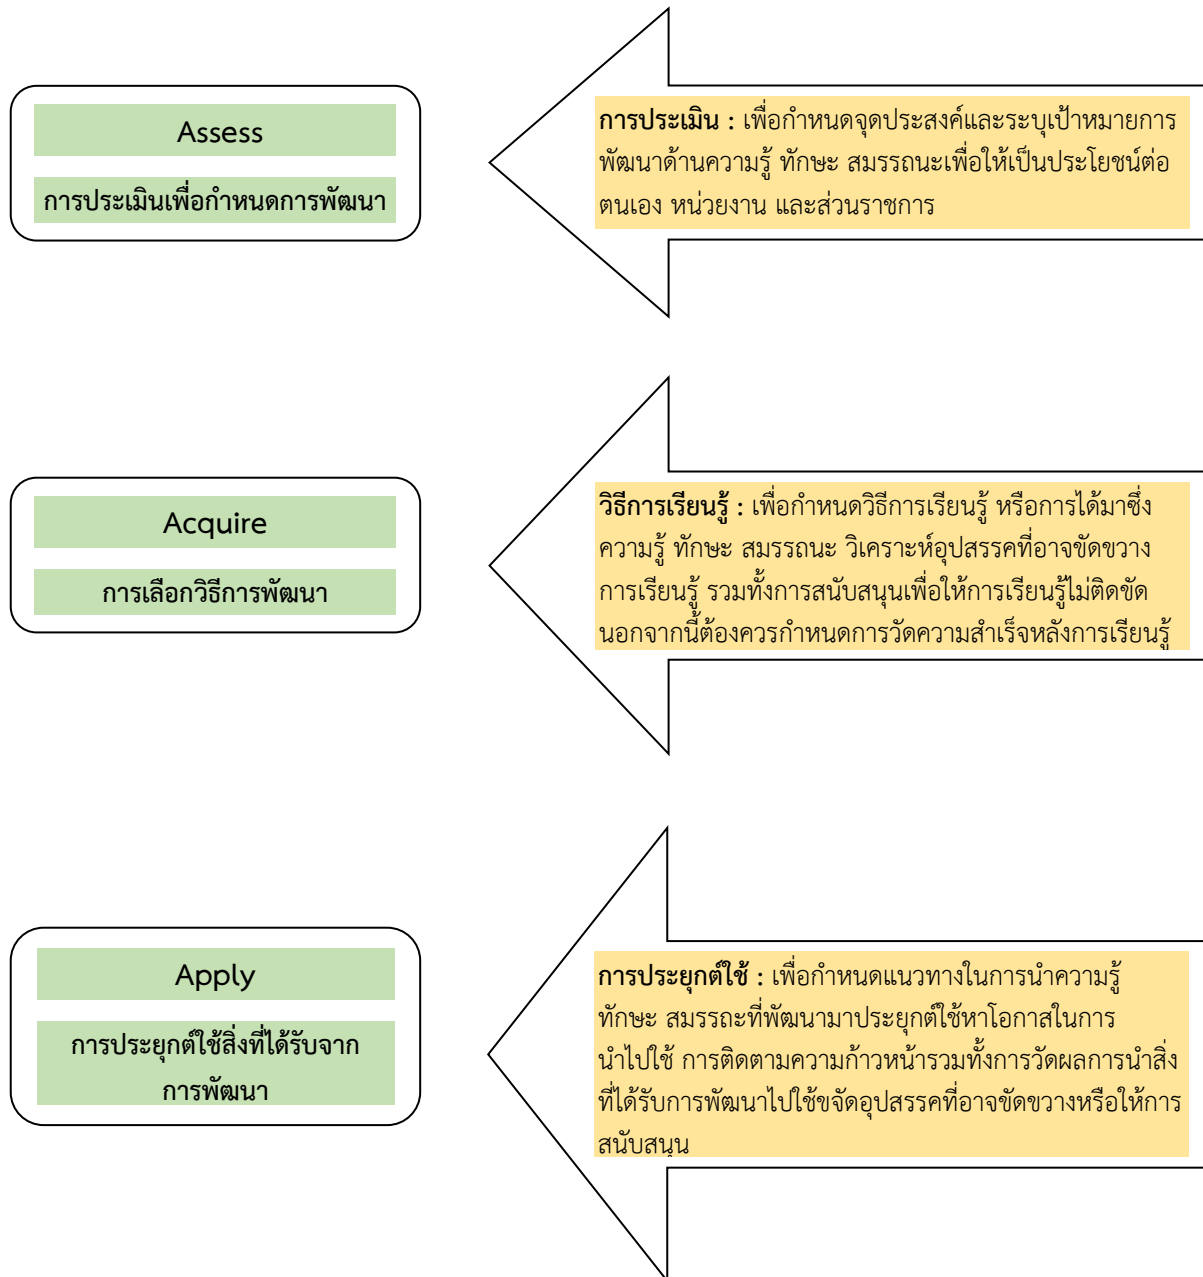 Assess
การประเมินเพื่อกำหนดการพัฒนา
การประเมิน : เพื่อกำหนดจุดประสงค์และระบุเป้าหมายการ
พัฒนาด้านความรู้ ทักษะ สมรรถนะเพื่อให้เป็นประโยชน์ต่อ
ตนเอง หน่วยงาน และส่วนราชการ
Acquire
การเลือกวิธีการพัฒนา
วิธีการเรียนรู้ : เพื่อกำหนดวิธีการเรียนรู้ หรือการได้มาซึ่ง
ความรู้ ทักษะ สมรรถนะ วิเคราะห์อุปสรรคที่อาจขัดขวาง
การเรียนรู้ รวมทั้งการสนับสนุนเพื่อให้การเรียนรู้ไม่ติดขัด
นอกจากนี้ต้องควรกำหนดการวัดความสำเร็จหลังการเรียนรู้
Apply
การประยุกต์ใช้สิ่งที่ได้รับจาก
การพัฒนา
การประยุกต์ใช้ : เพื่อกำหนดแนวทางในการนำความรู้
ทักษะ สมรรถะที่พัฒนามาประยุกต์ใช้หาโอกาสในการ
นำไปใช้ การติดตามความก้าวหน้ารวมทั้งการวัดผลการนำสิ่ง
ที่ได้รับการพัฒนาไปใช้ขจัดอุปสรรคที่อาจขัดขวางหรือให้การ
สนับสนุน